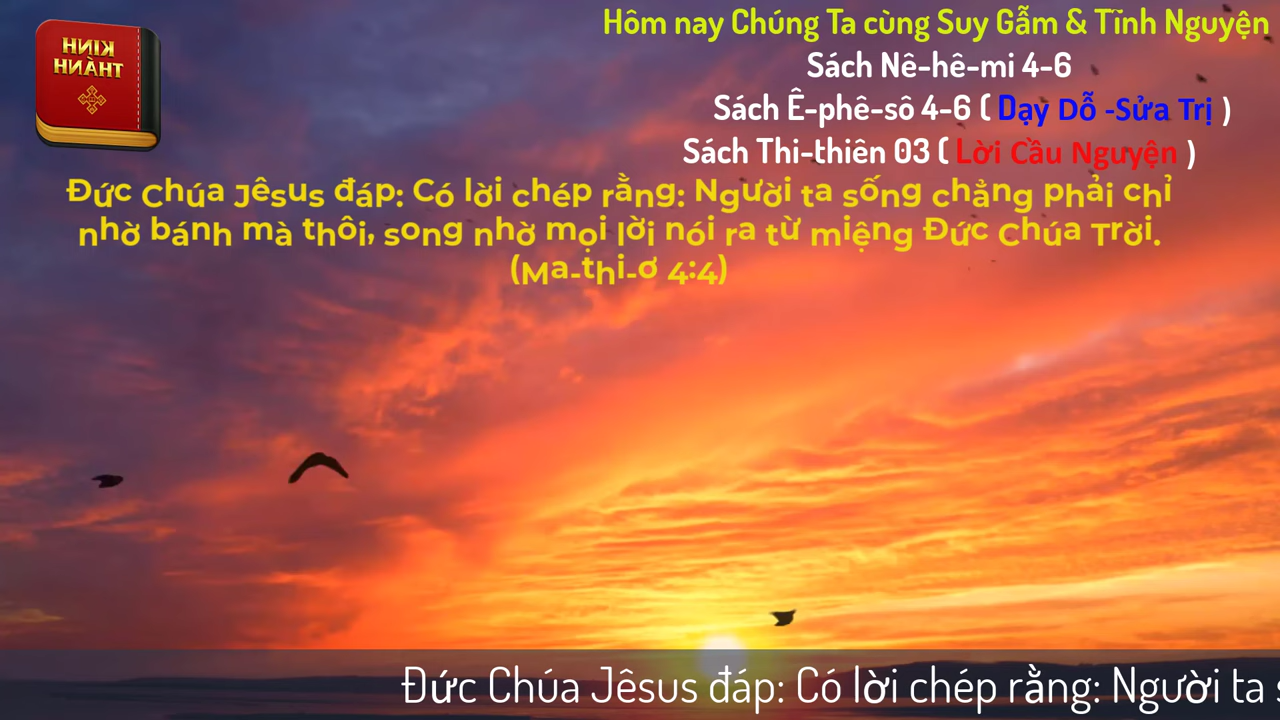 KINH
THÁNH
Hôm nay Chúng Ta cùng Suy Gẫm & Tĩnh Nguyện
Sách Nê-hê-mi 4-6
Sách Ê-phê-sô 4-6 ( Dạy Dỗ -Sửa Trị )
Sách Thi-thiên 03 ( Lời Cầu Nguyện )
Đức Chúa Jêsus đáp: Có lời chép rằng: Người ta sống chẳng phải chỉ
nhờ bánh mà thôi, song nhờ mọi lời nói ra từ miệng Đức Chúa Trời.
(Ma-thi-ơ 4:4)
Đức Chúa Jêsus đáp: Có lời chép rằng: Người ta